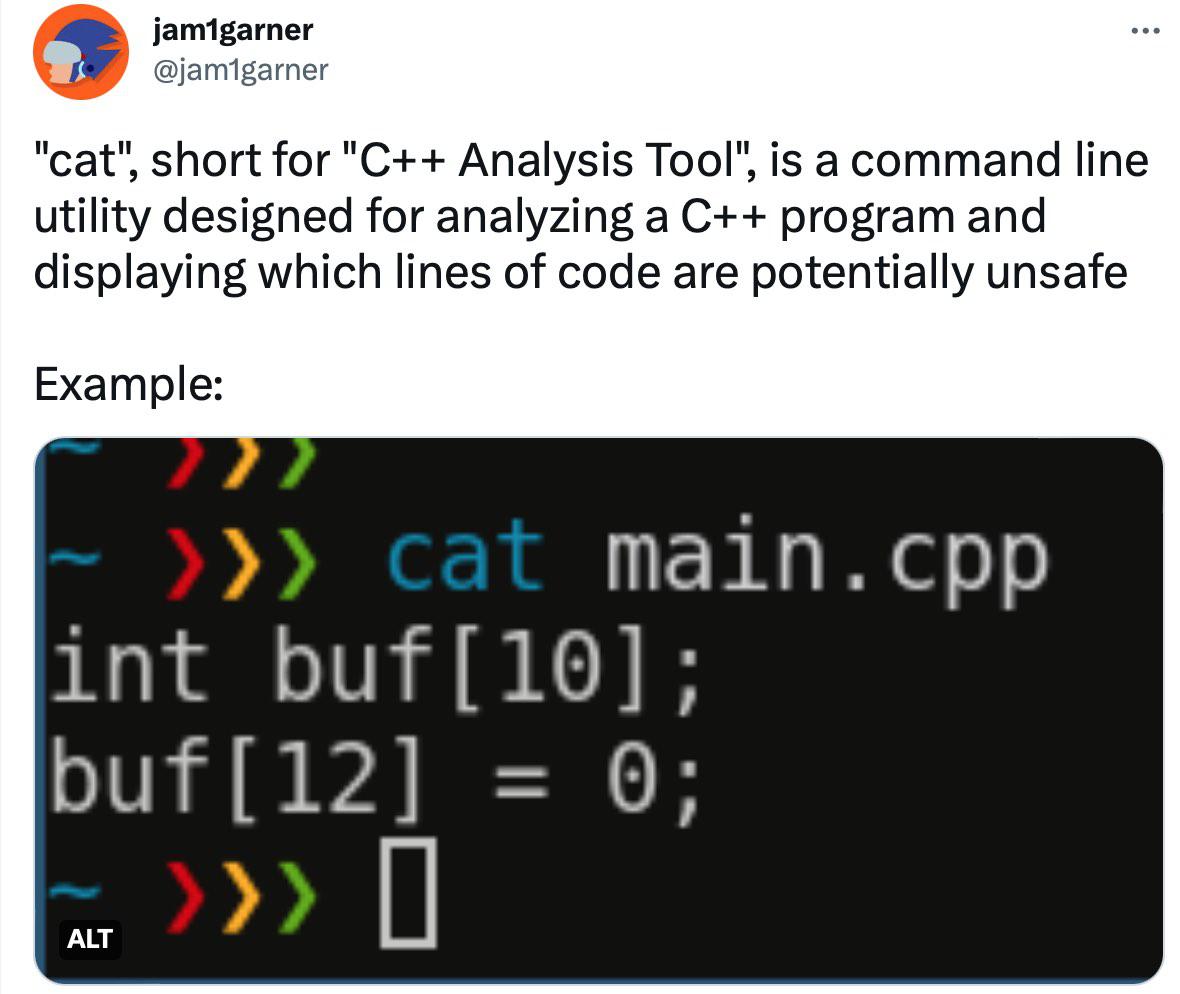 jam1garner
@jam1garner
"cat", short for "C++ Analysis Tool", is a command line
utility designed for analyzing a C++ program and
displaying which lines of code are potentially unsafe
Example:
~ ❯❯❯
~ ❯❯❯ cat main.cpp
int buf[10];
buf[12] = 0;
~ ❯❯❯
ALT